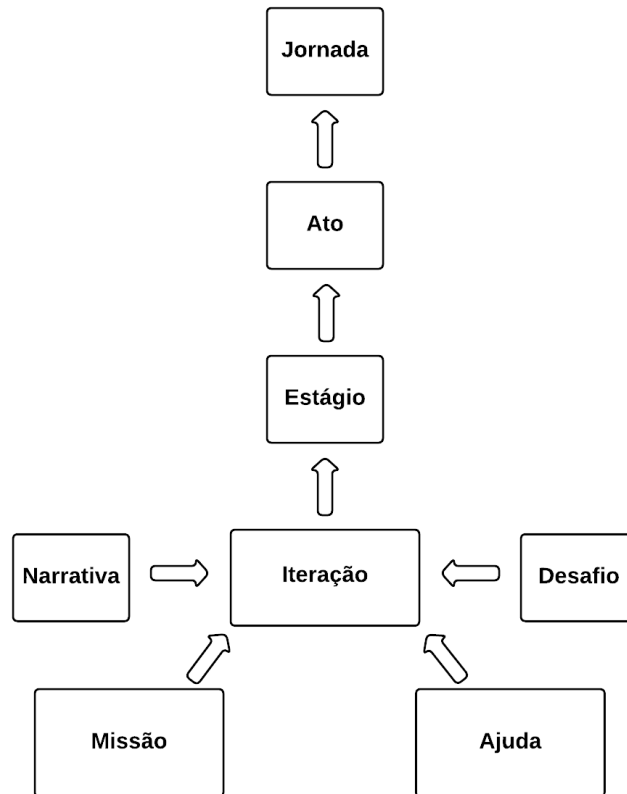 Jornada
Ato
Estágio
Narrativa
Iteração
Desafio
Missão
Ajuda